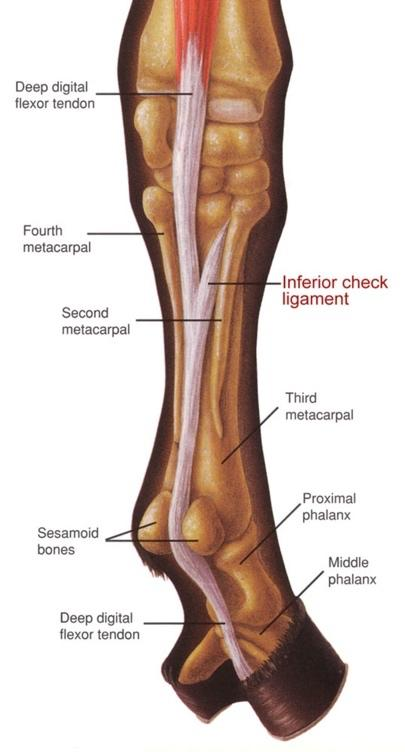 Deep digital
flexor tendon
Fourth
metacarpal
Inferior check
ligament
Second
metacarpal
Third
metacarpal
Proximal
phalanx
Sesamoid
bones
Middle
phalanx
Deep digital
flexor tendon